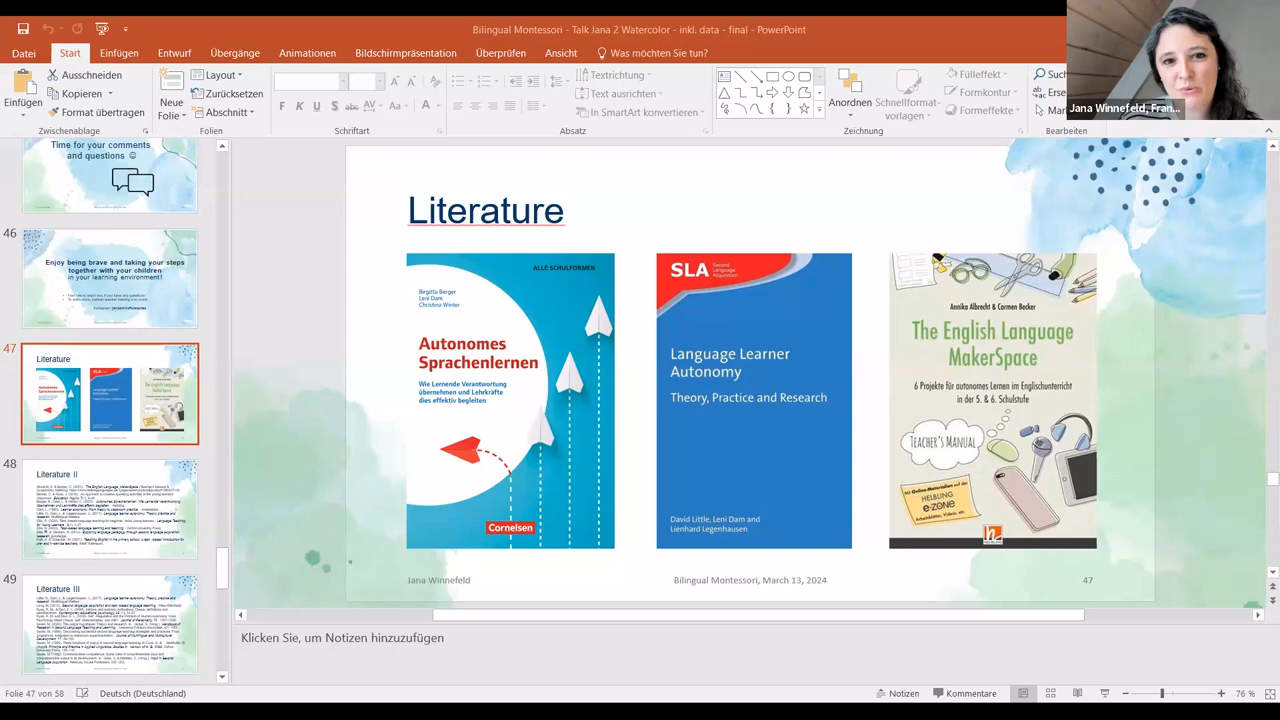 Bilingual Montessori - Talk Jana 2 Watercolor - inkl. data - final - PowerPoint
Datei Start Einfügen Entwurf Übergänge Animationen Bildschirmpräsentation Überprüfen Ansicht Was möchten Sie tun?
Einfügen
Ausschneiden
Kopieren
Format übertragen
Zwischenablage
Neue
Folie
Layout
Zurücksetzen
Abschnitt
Folien
F K U S abc AV Aa A
Schriftart
Textrichtung
Text ausrichten
In SmartArt konvertieren
Absatz
Anordnen
Schnellformat-
vorlagen
Fülleffekt
Formkontur
Formeffekte
Zeichnung
Such
Erse
Mar
Bearbeiten
Jana Winnefeld, Fran...
Time for your comments
and questions ☺
46
Enjoy being brave and taking your steps
together with your children
in your learning environment!
47
Literature
48
Literature II
49
Literature III
Literature
ALLE SCHULFORMEN
Birgitta Berger
Leni Dam
Christina Winter
Autonomes
Sprachenlernen
Wie Lernende Verantwortung
übernehmen und Lehrkräfte
dies effektiv begleiten
Cornelsen
SLA Second
Language
Acquisition
Language Learner
Autonomy
Theory, Practice and Research
David Little, Leni Dam and
Lienhard Legenhausen
Annika Albrecht & Carmen Becker
The English Language
MakerSpace
6 Projekte für autonomes Lernen im Englischunterricht
in der 5. & 6. Schulstufe
TEACHER'S MANUAL
HELBLING
e-ZONE
Jana Winnefeld
Bilingual Montessori, March 13, 2024
47
Klicken Sie, um Notizen hinzuzufügen
Folie 47 von 58
Deutsch (Deutschland)
Notizen
Kommentare
76 %